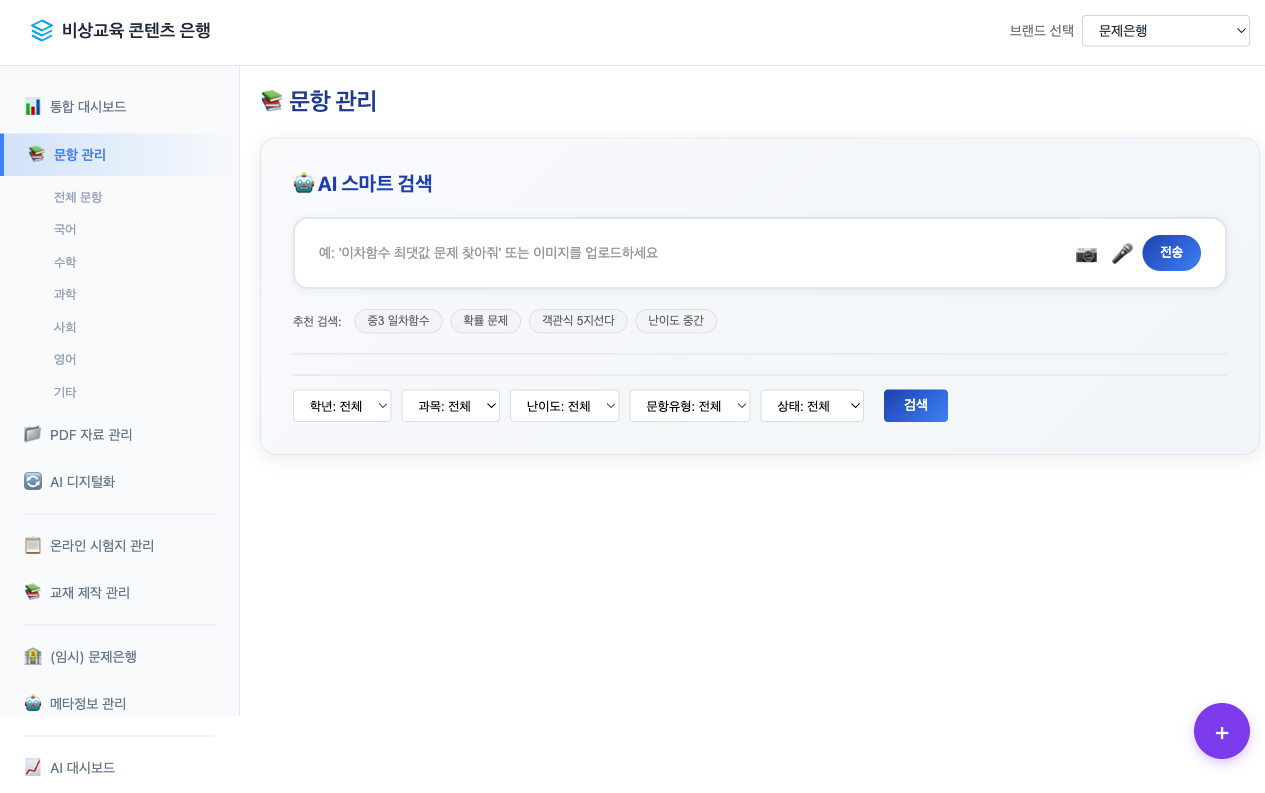 비상교육 콘텐츠 은행
브랜드 선택
문제은행
통합 대시보드
문항 관리
전체 문항
국어
수학
과학
사회
영어
기타
PDF 자료 관리
AI 디지털화
온라인 시험지 관리
교재 제작 관리
(임시) 문제은행
메타정보 관리
AI 대시보드
문항 관리
AI 스마트 검색
예: '이차함수 최댓값 문제 찾아줘' 또는 이미지를 업로드하세요
전송
추천 검색: 중3 일차함수 확률 문제 객관식 5지선다 난이도 중간
학년: 전체 과목: 전체 난이도: 전체 문항유형: 전체 상태: 전체 검색
+